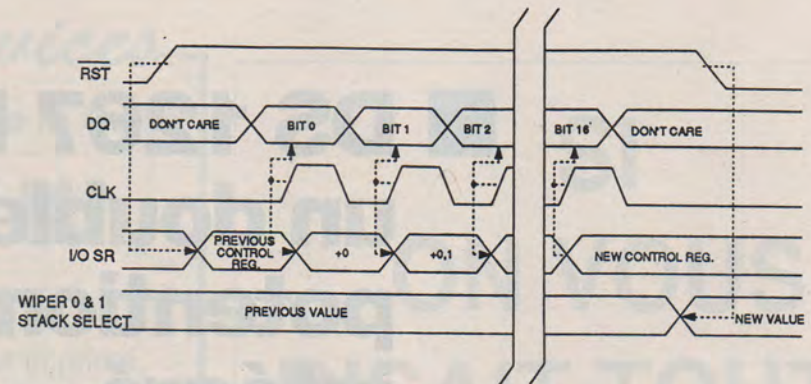 RST
DQ
DON'T CARE
BIT 0
BIT 1
BIT 2
BIT 16
DON'T CARE
CLK
I/O SR
PREVIOUS
CONTROL
REG.
+0
+0,1
NEW CONTROL REG.
WIPER 0 & 1
STACK SELECT
PREVIOUS VALUE
NEW VALUE